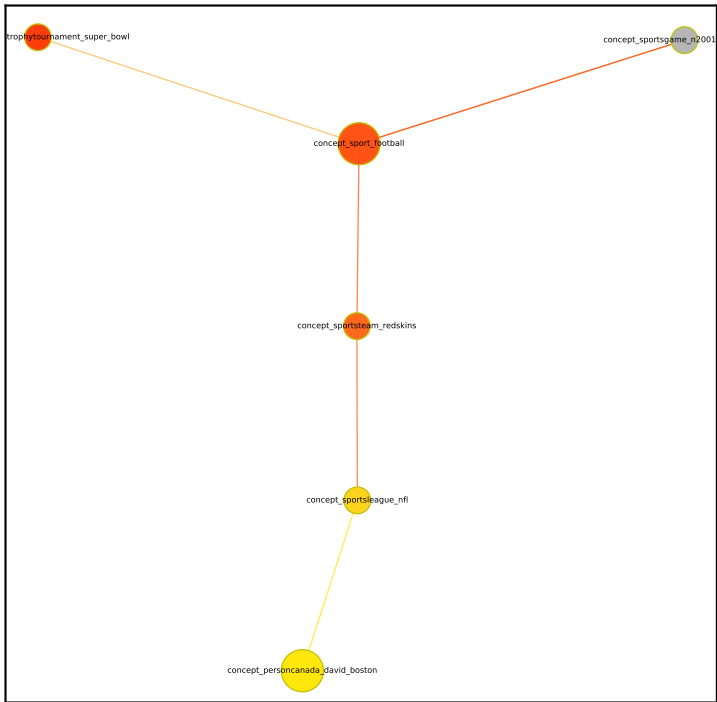 trophytournament_super_bowl
concept_sportsgame_n2001
concept_sport_football
concept_sportsteam_redskins
concept_sportsleague_nfl
concept_personcanada_david_boston